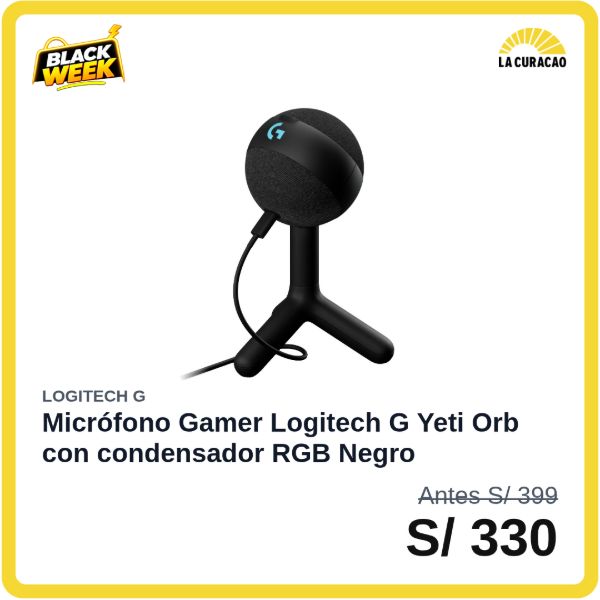 BLACK
WEEK
LA CURACAO
G
LOGITECH G
Micrófono Gamer Logitech G Yeti Orb
con condensador RGB Negro
Antes S/ 399
S/ 330